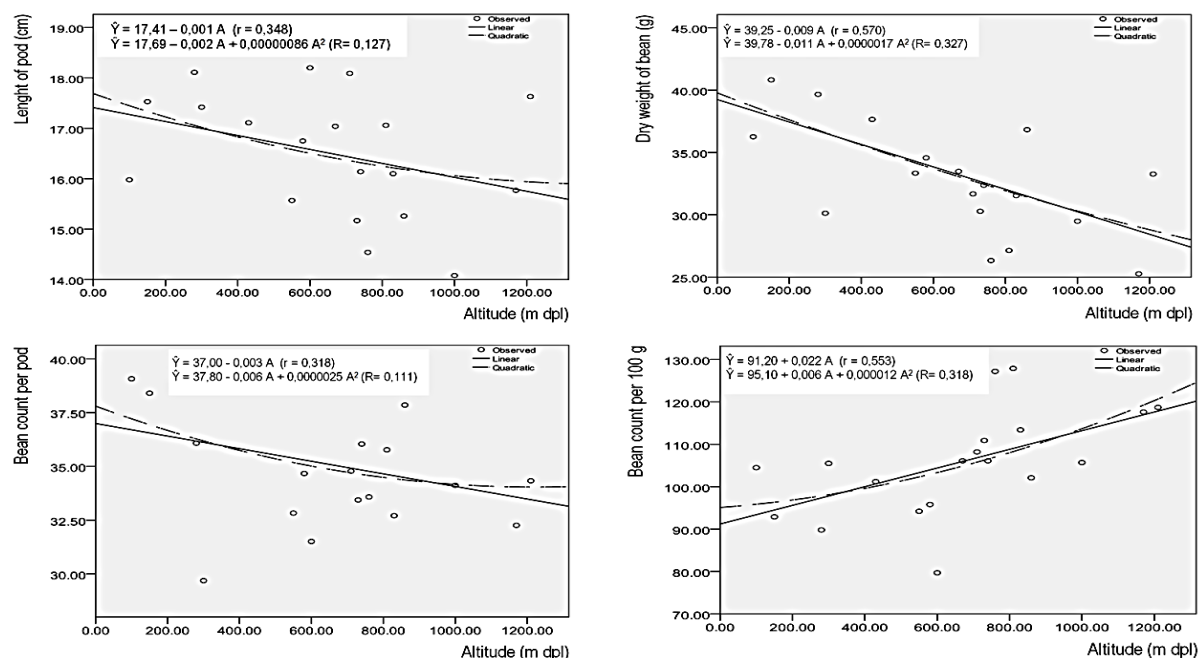 Lenght of pod (cm)
19.00
18.00
17.00
16.00
15.00
14.00
Ŷ = 17,41 – 0,001 A (r = 0,348)
Ŷ = 17,69 – 0,002 A + 0,00000086 A² (R= 0,127)
Observed
Linear
Quadratic
0.00 200.00 400.00 600.00 800.00 1000.00 1200.00
Altitude (m dpl)
Dry weight of bean (g)
45.00
40.00
35.00
30.00
25.00
Ŷ = 39,25 - 0,009 A (r = 0,570)
Ŷ = 39,78 - 0,011 A + 0,0000017 A² (R= 0,327)
Observed
Linear
Quadratic
0.00 200.00 400.00 600.00 800.00 1000.00 1200.00
Altitude (m dpl)
Bean count per pod
40.00
37.50
35.00
32.50
30.00
Ŷ = 37,00 - 0,003 A (r = 0,318)
Ŷ = 37,80 - 0,006 A + 0,0000025 A² (R= 0,111)
Observed
Linear
Quadratic
0.00 200.00 400.00 600.00 800.00 1000.00 1200.00
Altitude (m dpl)
Bean count per 100 g
130.00
120.00
110.00
100.00
90.00
80.00
70.00
Ŷ = 91,20 + 0,022 A (r = 0,553)
Ŷ = 95,10 + 0,006 A + 0,000012 A² (R= 0,318)
Observed
Linear
Quadratic
0.00 200.00 400.00 600.00 800.00 1000.00 1200.00
Altitude (m dpl)